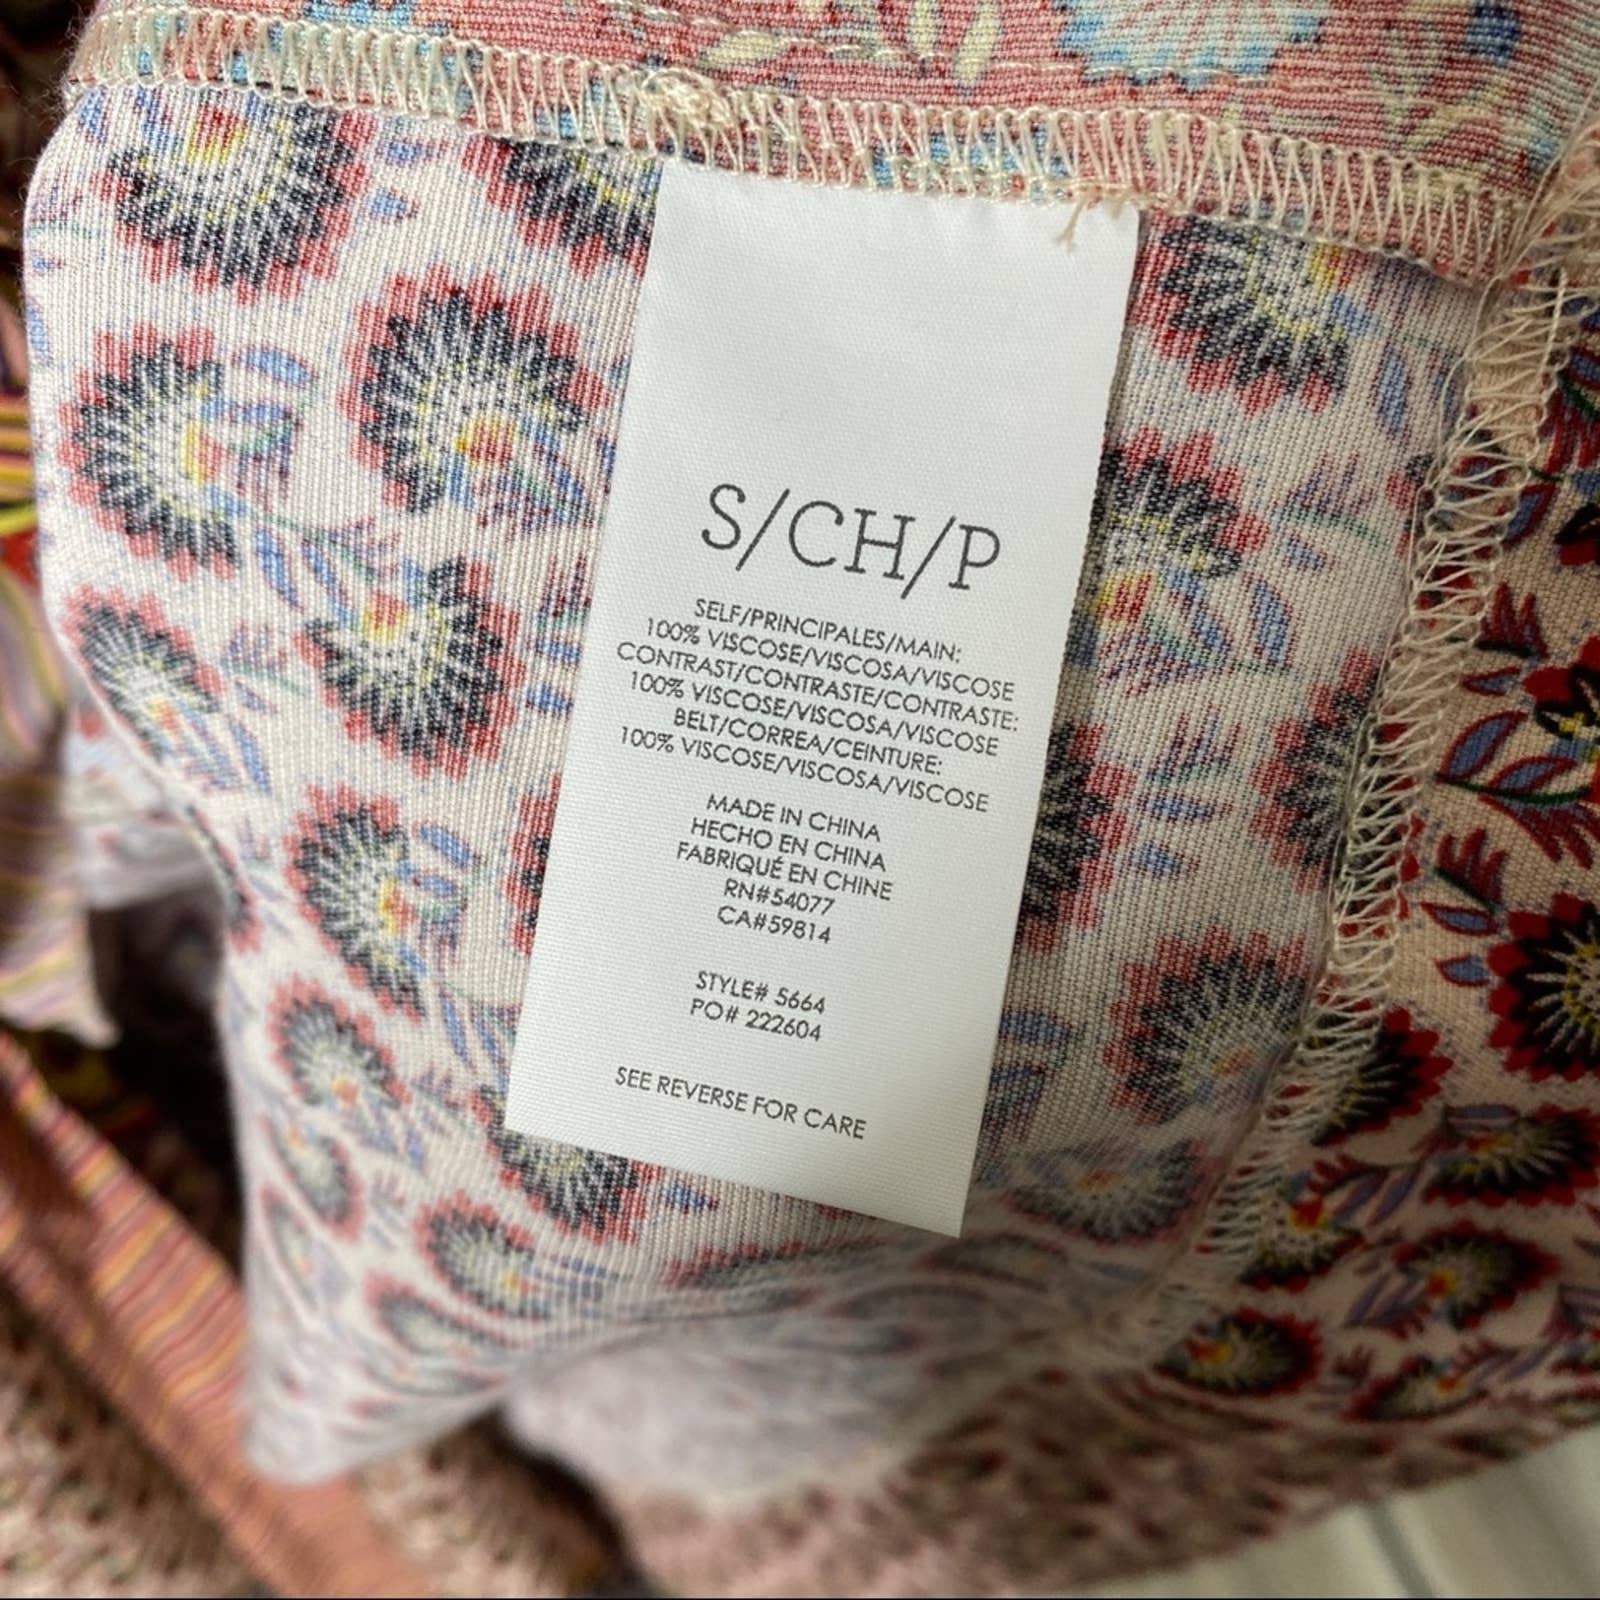 S/CH/P
SELF/PRINCIPALES/MAIN:
100% VISCOSE/VISCOSA/VISCOSE
CONTRAST/CONTRASTE/CONTRASTE:
100% VISCOSE/VISCOSA/VISCOSE
BELT/CORREA/CEINTURE:
100% VISCOSE/VISCOSA/VISCOSE
MADE IN CHINA
HECHO EN CHINA
FABRIQUÉ EN CHINE
RN#54077
CA#59814
STYLE# 5664
PO# 222604
SEE REVERSE FOR CARE